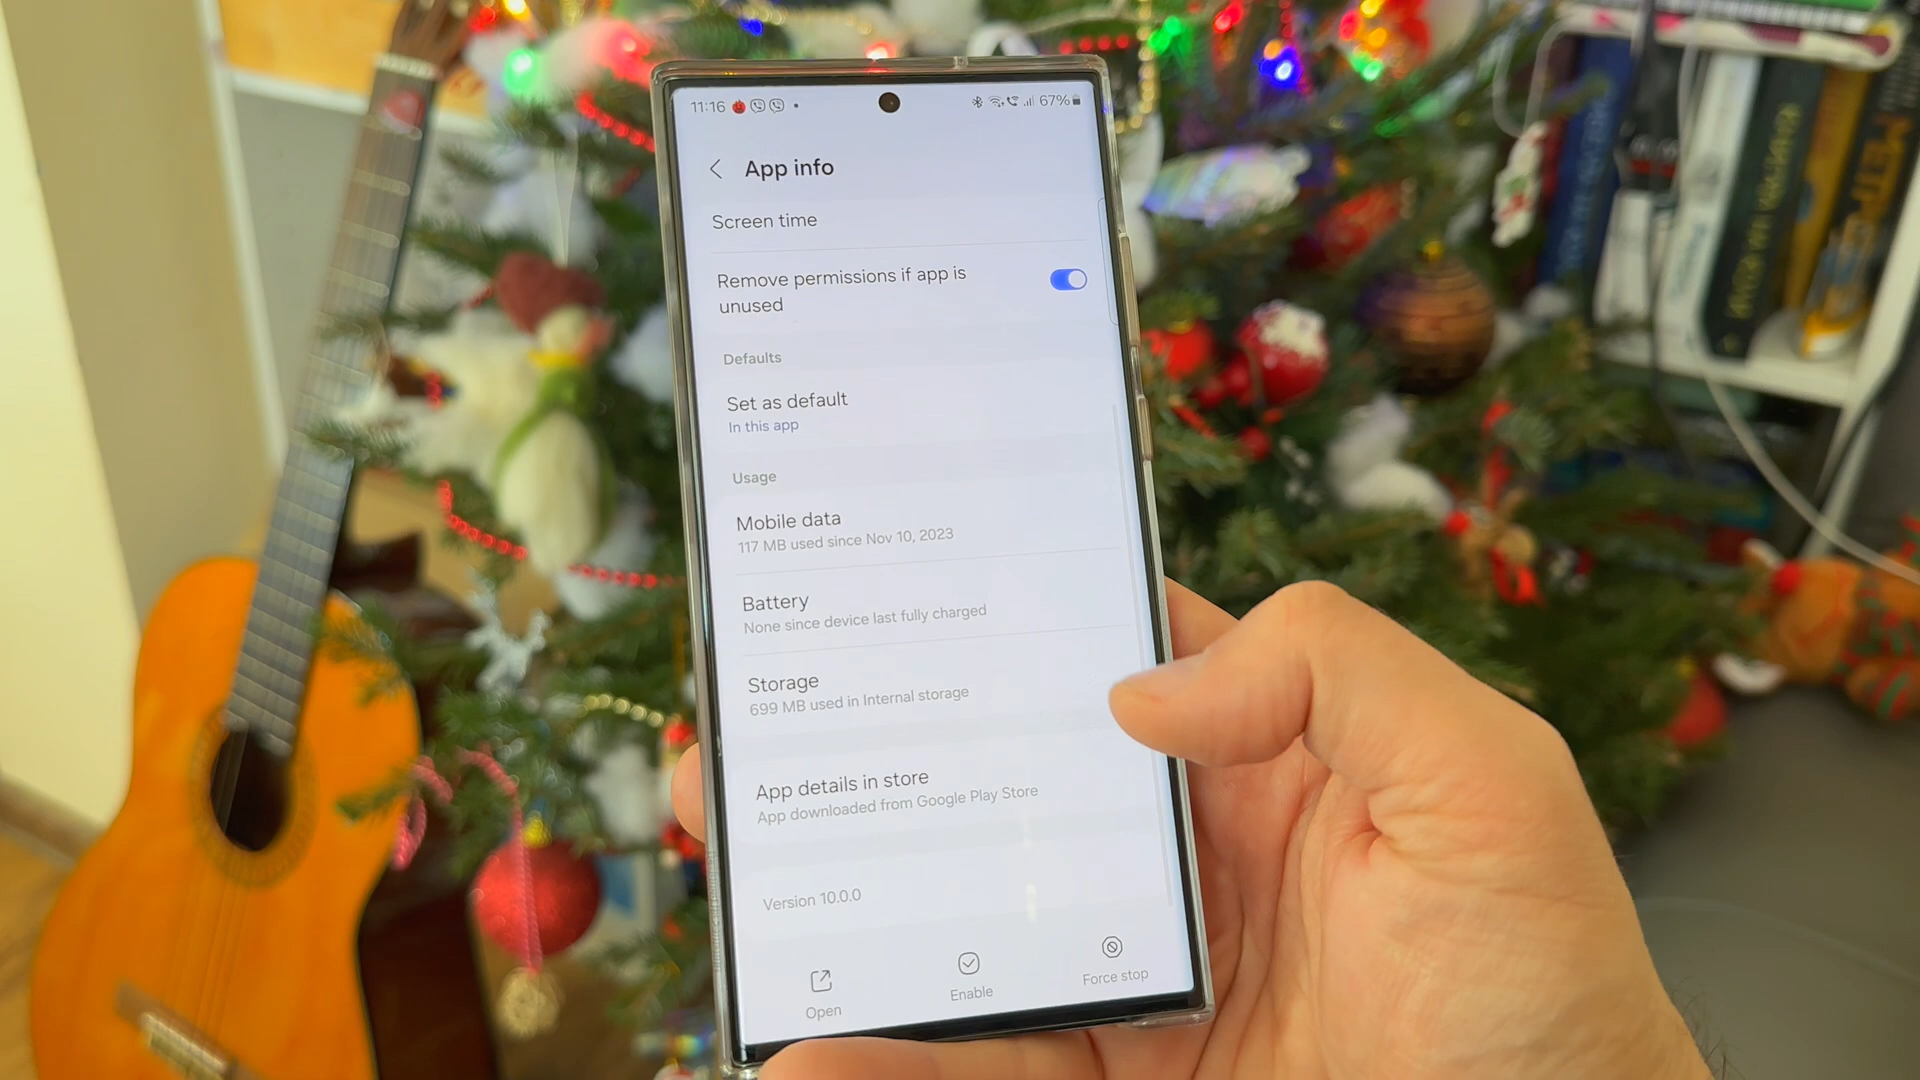 11:16
67%
App info
Screen time
Remove permissions if app is
unused
Defaults
Set as default
In this app
Usage
Mobile data
117 MB used since Nov 10, 2023
Battery
None since device last fully charged
Storage
699 MB used in Internal storage
App details in store
App downloaded from Google Play Store
Version 10.0.0
Open
Enable
Force stop